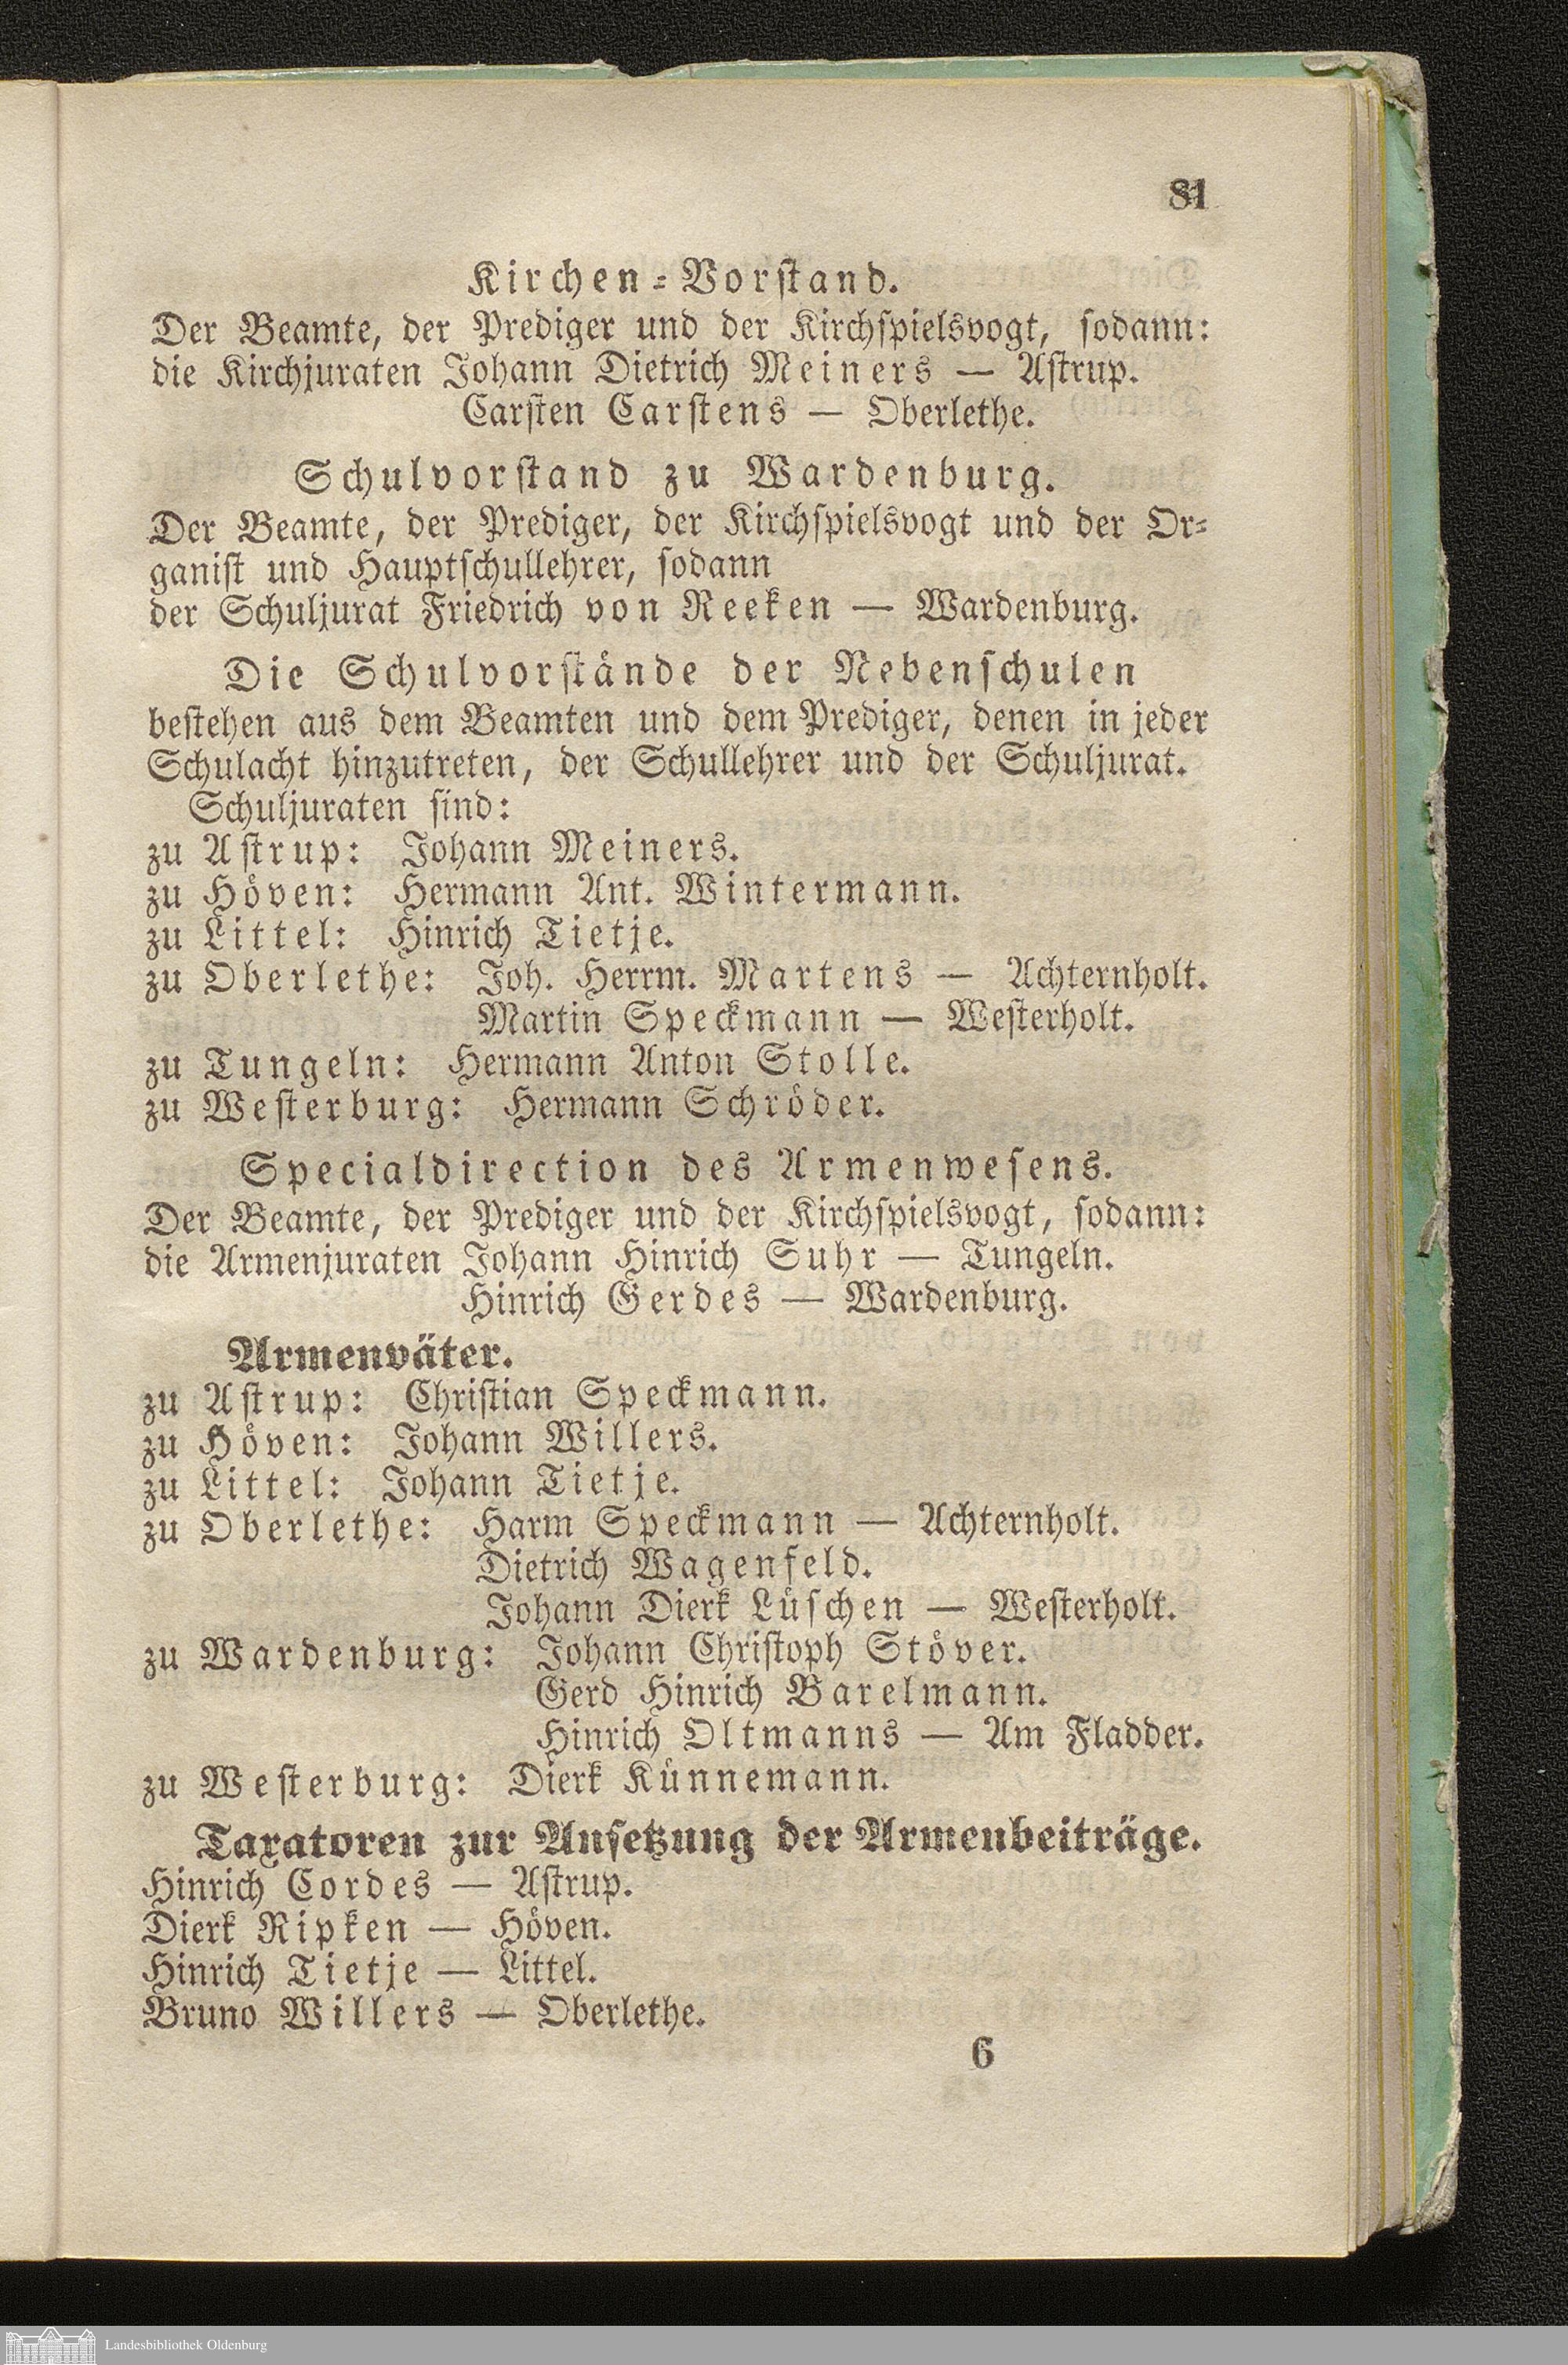 81
Kirchen-Vorstand.
Der Beamte, der Prediger und der Kirchspielsvogt, sodann:
die Kirchjuraten Johann Dietrich Meiners — Astrup.
Carsten Carstens — Oberlethe.
Schulvorstand zu Wardenburg.
Der Beamte, der Prediger, der Kirchspielsvogt und der Or-
ganist und Hauptschullehrer, sodann
der Schuljurat Friedrich von Reeken — Wardenburg.
Die Schulvorstände der Nebenschulen
bestehen aus dem Beamten und dem Prediger, denen in jeder
Schulacht hinzutreten, der Schullehrer und der Schuljurat.
Schuljuraten sind:
zu Astrup: Johann Meiners.
zu Höven: Hermann Ant. Wintermann.
zu Littel: Hinrich Tietje.
zu Oberlethe: Joh. Herrm. Martens — Achternholt.
Martin Speckmann — Westerholt.
zu Tungeln: Hermann Anton Stolle.
zu Westerburg: Hermann Schröder.
Specialdirection des Armenwesens.
Der Beamte, der Prediger und der Kirchspielsvogt, sodann:
die Armenjuraten Johann Hinrich Suhr — Tungeln.
Hinrich Gerdes — Wardenburg.
Armenväter.
zu Astrup: Christian Speckmann.
zu Höven: Johann Willers.
zu Littel: Johann Tietje.
zu Oberlethe: Harm Speckmann — Achternholt.
Dietrich Wagenfeld.
Johann Dierk Lüschen — Westerholt.
zu Wardenburg: Johann Christoph Stöver.
Gerd Hinrich Barelmann.
Hinrich Oltmanns — Am Fladder.
zu Westerburg: Dierk Künnemann.
Taxatoren zur Ansetzung der Armenbeiträge.
Hinrich Cordes — Astrup.
Dierk Ripken — Höven.
Hinrich Tietje — Littel.
Bruno Willers — Oberlethe.
6
Landesbibliothek Oldenburg